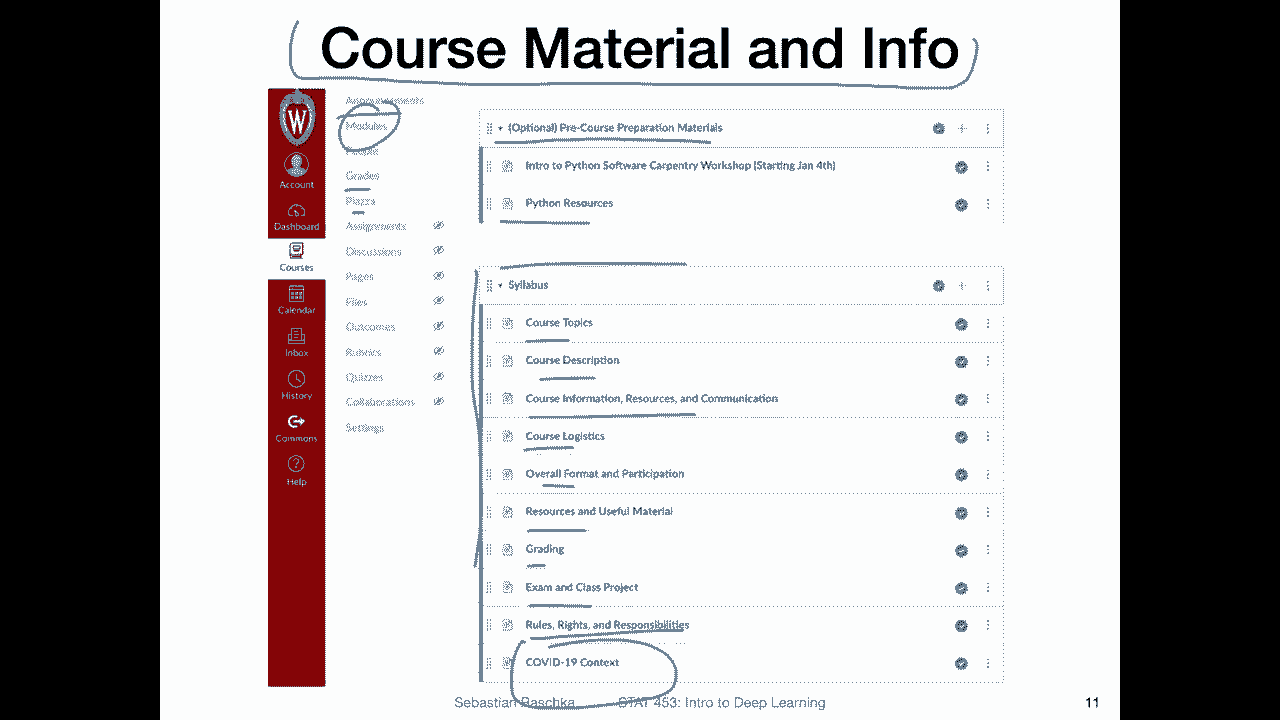 Course Material and Info
W
Account
Dashboard
Courses
Calendar
Inbox
History
Commons
Help
Announcements
Modules
People
Grades
Piazza
Assignments
Discussions
Pages
Files
Outcomes
Rubrics
Quizzes
Collaborations
Settings
(Optional) Pre-Course Preparation Materials
Intro to Python Software Carpentry Workshop (Starting Jan 4th)
Python Resources
Syllabus
Course Topics
Course Description
Course Information, Resources, and Communication
Course Logistics
Overall Format and Participation
Resources and Useful Material
Grading
Exam and Class Project
Rules, Rights, and Responsibilities
COVID-19 Context
Sebastian Raschka STAT 453: Intro to Deep Learning 11